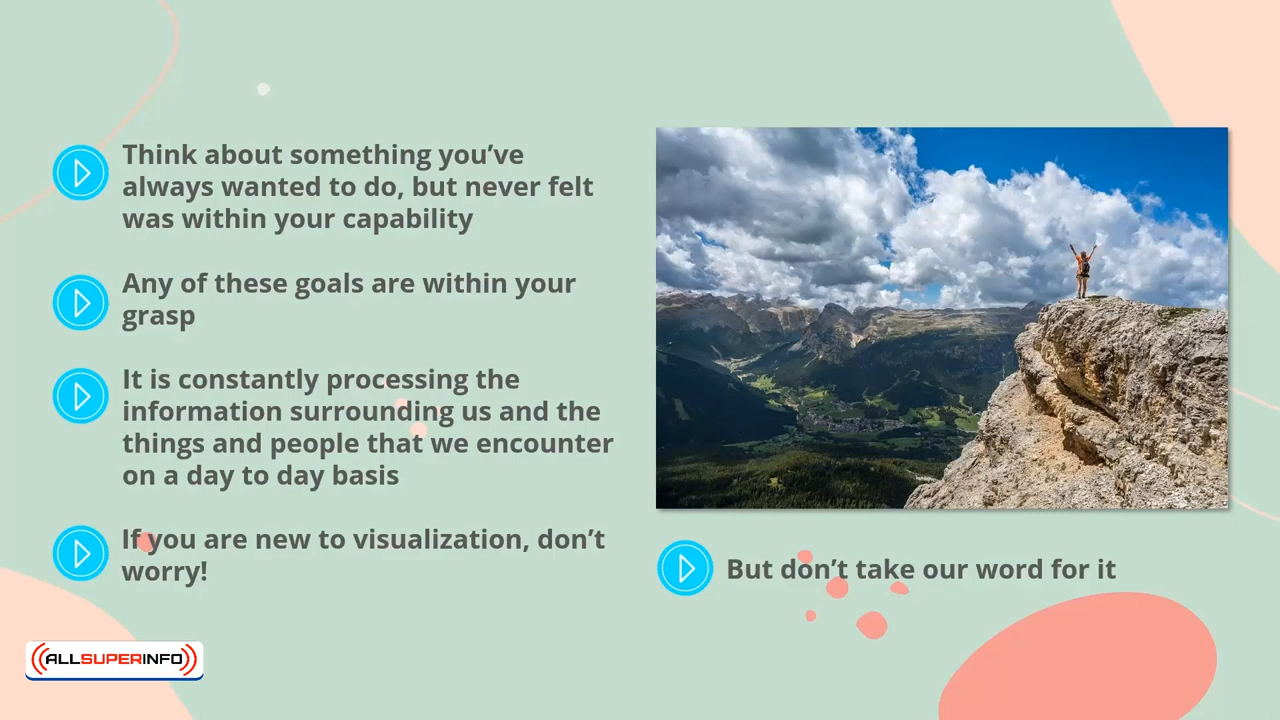 Think about something you’ve
always wanted to do, but never felt
was within your capability
Any of these goals are within your
grasp
It is constantly processing the
information surrounding us and the
things and people that we encounter
on a day to day basis
If you are new to visualization, don’t
worry!
But don’t take our word for it
ALLSUPERINFO